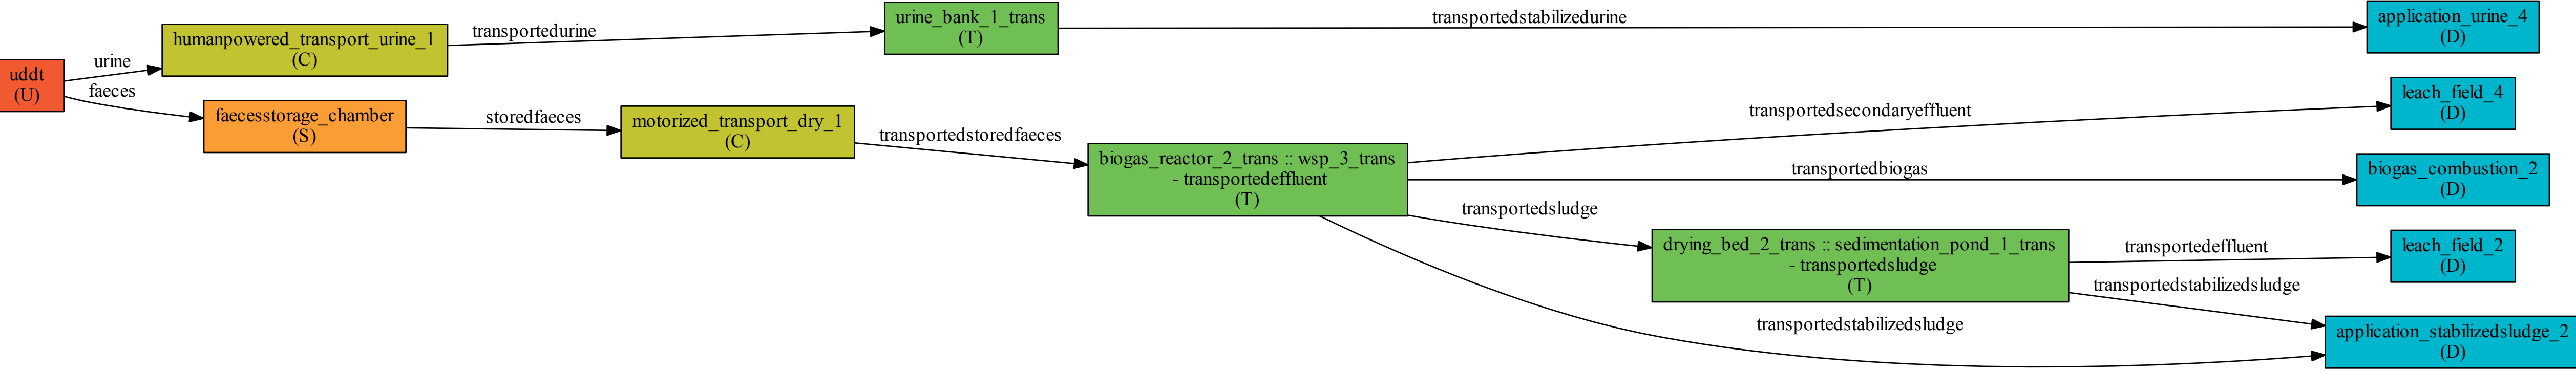 uddt
(U)
urine
faeces
humanpowered_transport_urine_1
(C)
faecesstorage_chamber
(S)
transportedurine
storedfaeces
motorized_transport_dry_1
(C)
urine_bank_1_trans
(T)
transportedstoredfaeces
biogas_reactor_2_trans :: wsp_3_trans
- transportedeffluent
(T)
transportedstabilizedurine
transportedsecondaryeffluent
transportedbiogas
transportedsludge
transportedstabilizedsludge
drying_bed_2_trans :: sedimentation_pond_1_trans
- transportedsludge
(T)
transportedeffluent
transportedstabilizedsludge
application_urine_4
(D)
leach_field_4
(D)
biogas_combustion_2
(D)
leach_field_2
(D)
application_stabilizedsludge_2
(D)